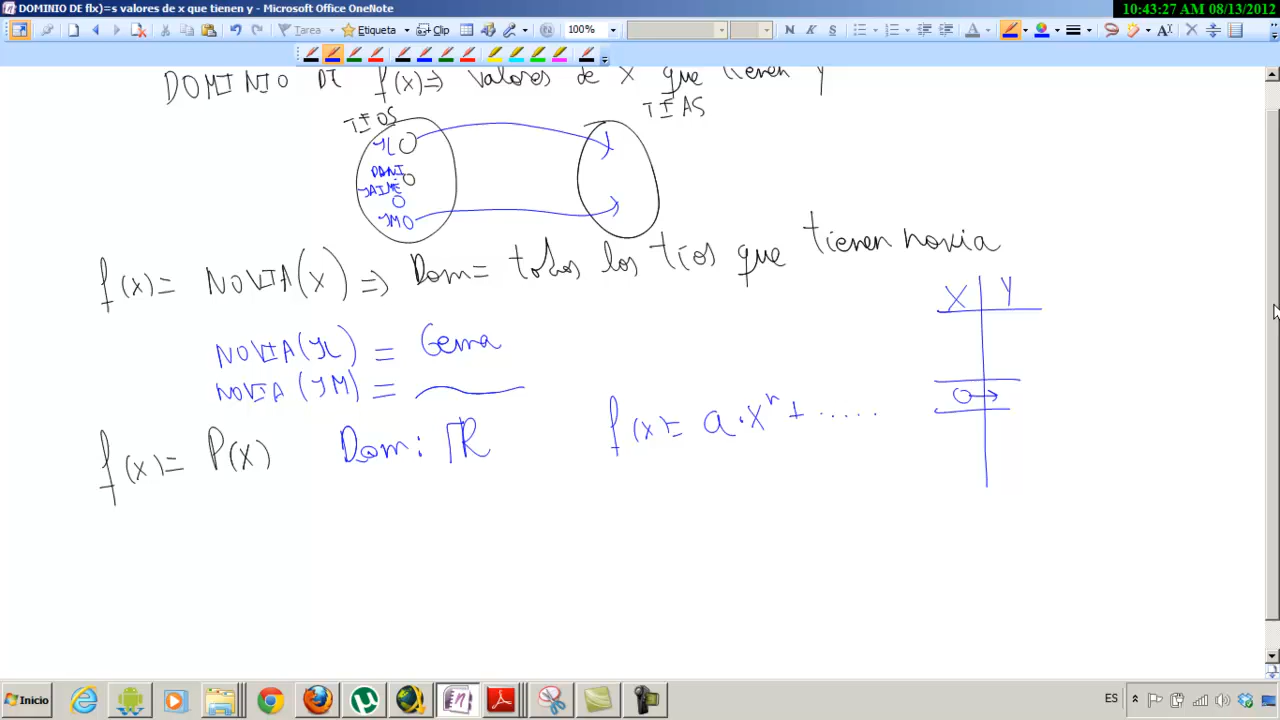 DOMINIO DE f(x)=s valores de x que tienen y - Microsoft Office OneNote
10:43:27 AM 08/13/2012
Tarea Etiqueta Clip 100% N K S
DOMINIO DE f(x)⇒ valores de x que tienen y
TIOS
TIAS
JL
DANI
JAIME
JM
f(x)= NOVIA(X) ⇒ Dom= todos los tíos que tienen novia
X Y
NOVIA(JL) = Gema
NOVIA(JM) =
f(x)= a·xⁿ + .....
f(x)= P(x) Dom: ℝ
Inicio
ES